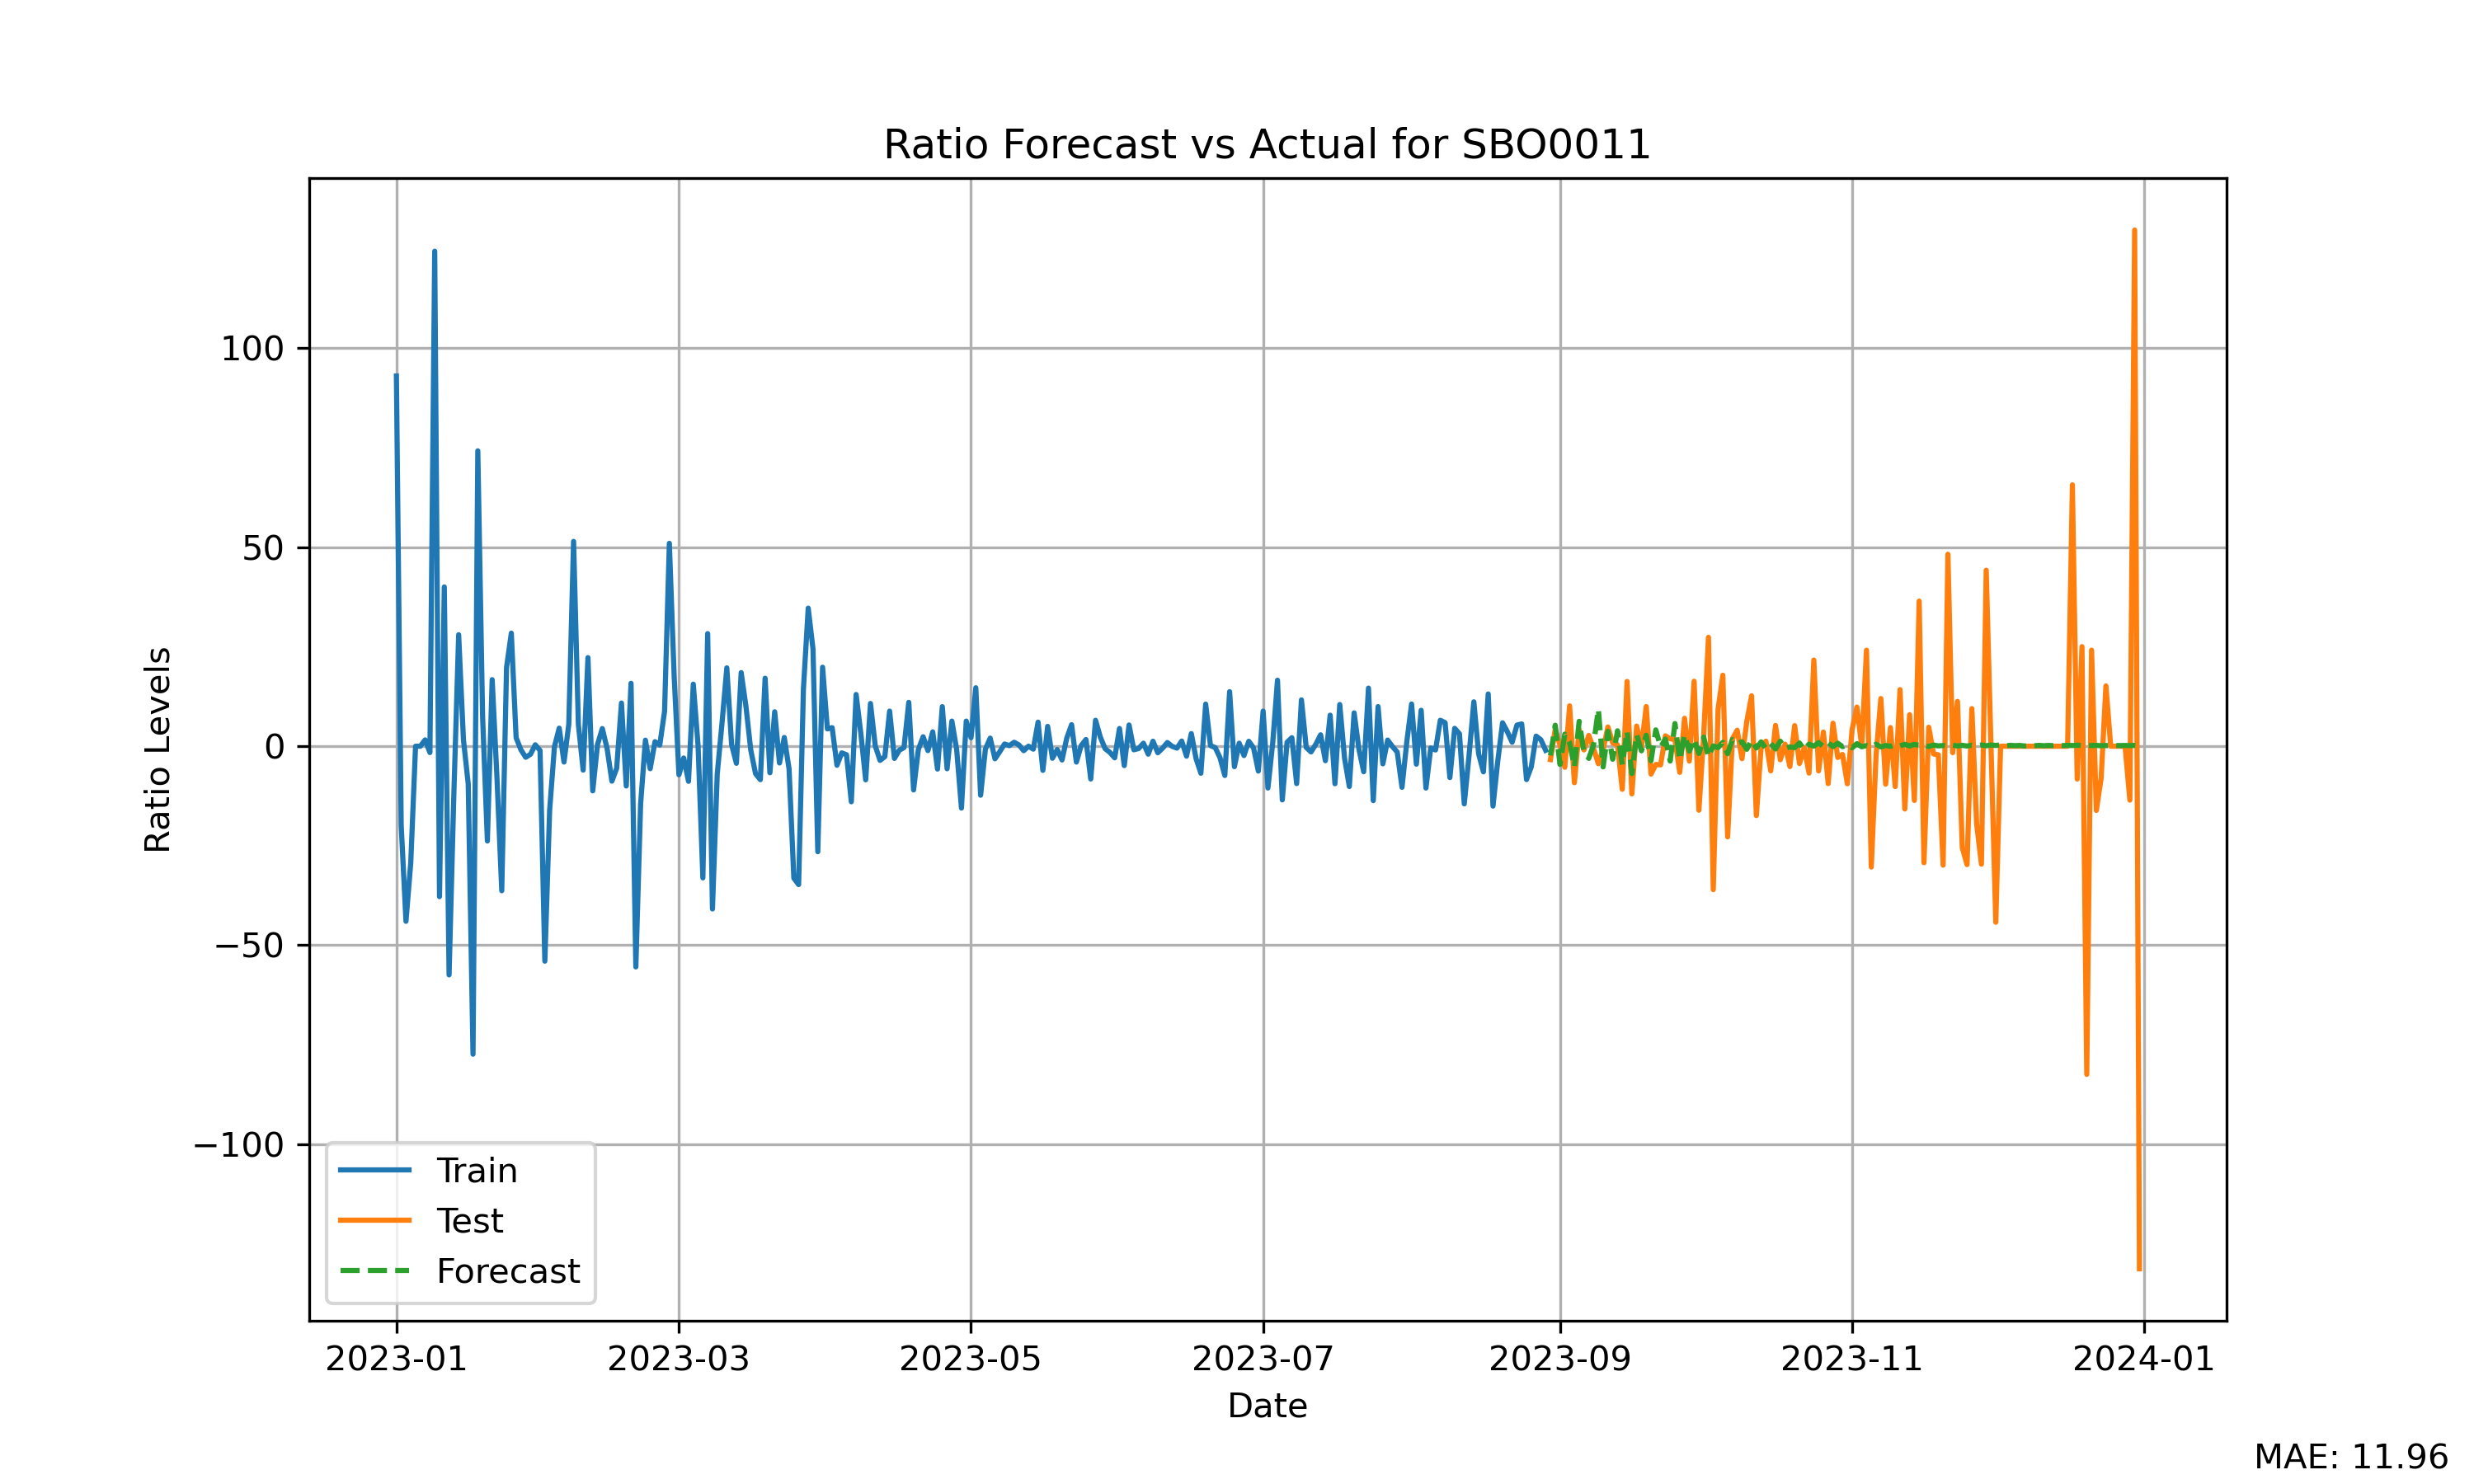 Ratio Forecast vs Actual for SBO0011
Ratio Levels
100
50
0
−50
−100
Train
Test
Forecast
2023-01
2023-03
2023-05
2023-07
2023-09
2023-11
2024-01
Date
MAE: 11.96